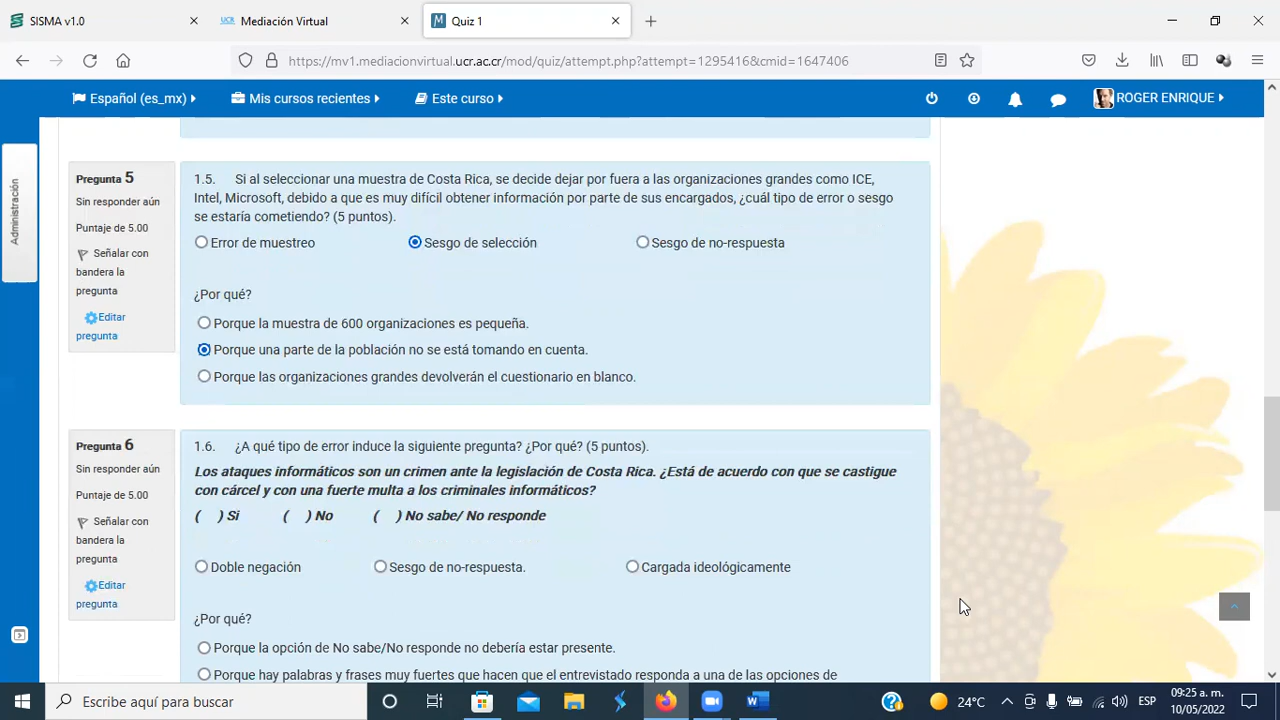 SISMA v1.0
UCR Mediación Virtual
M Quiz 1
https://mv1.mediacionvirtual.ucr.ac.cr/mod/quiz/attempt.php?attempt=1295416&cmid=1647406
Español (es_mx)
Mis cursos recientes
Este curso
ROGER ENRIQUE
Administración
Pregunta 5
Sin responder aún
Puntaje de 5.00
Señalar con
bandera la
pregunta
Editar
pregunta
1.5. Si al seleccionar una muestra de Costa Rica, se decide dejar por fuera a las organizaciones grandes como ICE,
Intel, Microsoft, debido a que es muy difícil obtener información por parte de sus encargados, ¿cuál tipo de error o sesgo
se estaría cometiendo? (5 puntos).
Error de muestreo
Sesgo de selección
Sesgo de no-respuesta
¿Por qué?
Porque la muestra de 600 organizaciones es pequeña.
Porque una parte de la población no se está tomando en cuenta.
Porque las organizaciones grandes devolverán el cuestionario en blanco.
Pregunta 6
Sin responder aún
Puntaje de 5.00
Señalar con
bandera la
pregunta
Editar
pregunta
1.6. ¿A qué tipo de error induce la siguiente pregunta? ¿Por qué? (5 puntos).
Los ataques informáticos son un crimen ante la legislación de Costa Rica. ¿Está de acuerdo con que se castigue
con cárcel y con una fuerte multa a los criminales informáticos?
( ) Si ( ) No ( ) No sabe/ No responde
Doble negación
Sesgo de no-respuesta.
Cargada ideológicamente
¿Por qué?
Porque la opción de No sabe/No responde no debería estar presente.
Porque hay palabras y frases muy fuertes que hacen que el entrevistado responda a una de las opciones de
Escribe aquí para buscar
24°C
ESP
09:25 a. m.
10/05/2022